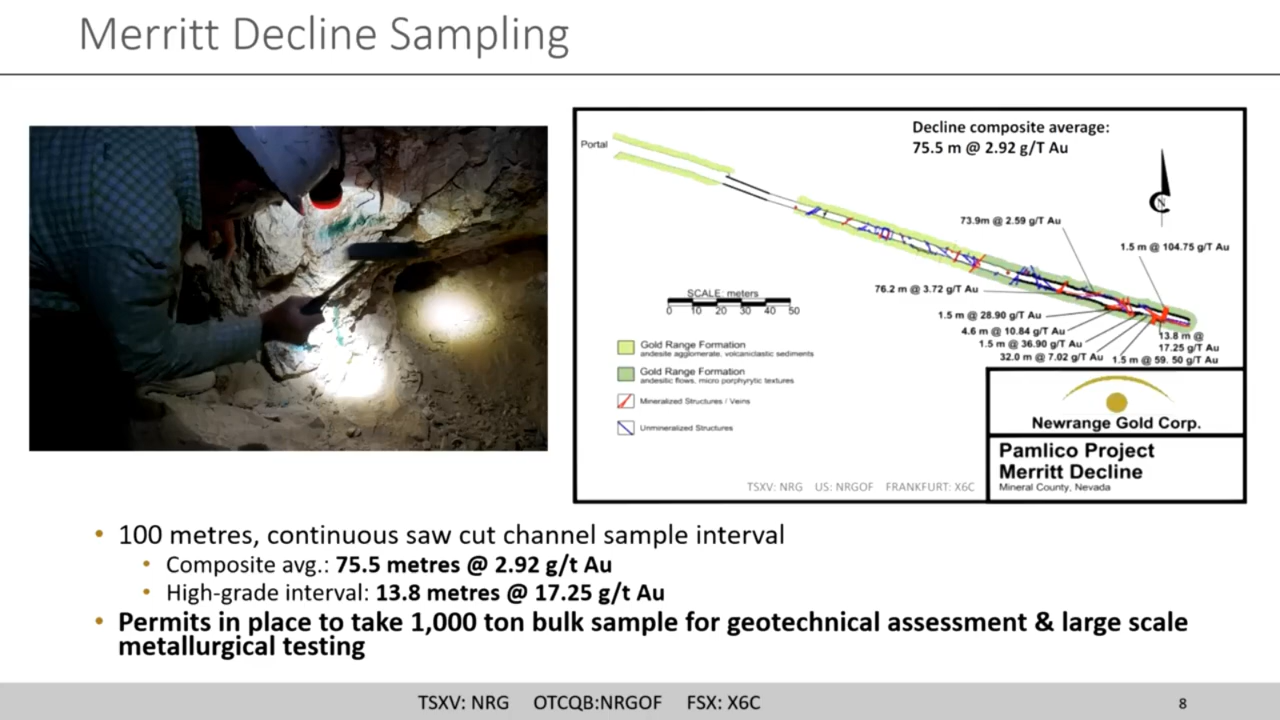 Merritt Decline Sampling
Decline composite average:
75.5 m @ 2.92 g/T Au
Portal
N
73.9m @ 2.59 g/T Au
1.5 m @ 104.75 g/T Au
76.2 m @ 3.72 g/T Au
SCALE: meters
0 10 20 30 40 50
1.5 m @ 28.90 g/T Au
4.6 m @ 10.84 g/T Au
1.5 m @ 36.90 g/T Au
32.0 m @ 7.02 g/T Au
13.8 m @
17.25 g/T Au
1.5 m @ 59. 50 g/T Au
Gold Range Formation
andesite agglomerate, volcaniclastic sediments
Gold Range Formation
andesitic flows, micro porphyrytic textures
Mineralized Structures / Veins
Unmineralized Structures
Newrange Gold Corp.
Pamlico Project
Merritt Decline
Mineral County, Nevada
TSXV: NRG US: NRGOF FRANKFURT: X6C
• 100 metres, continuous saw cut channel sample interval
• Composite avg.: 75.5 metres @ 2.92 g/t Au
• High-grade interval: 13.8 metres @ 17.25 g/t Au
• Permits in place to take 1,000 ton bulk sample for geotechnical assessment & large scale
metallurgical testing
TSXV: NRG OTCQB:NRGOF FSX: X6C
8